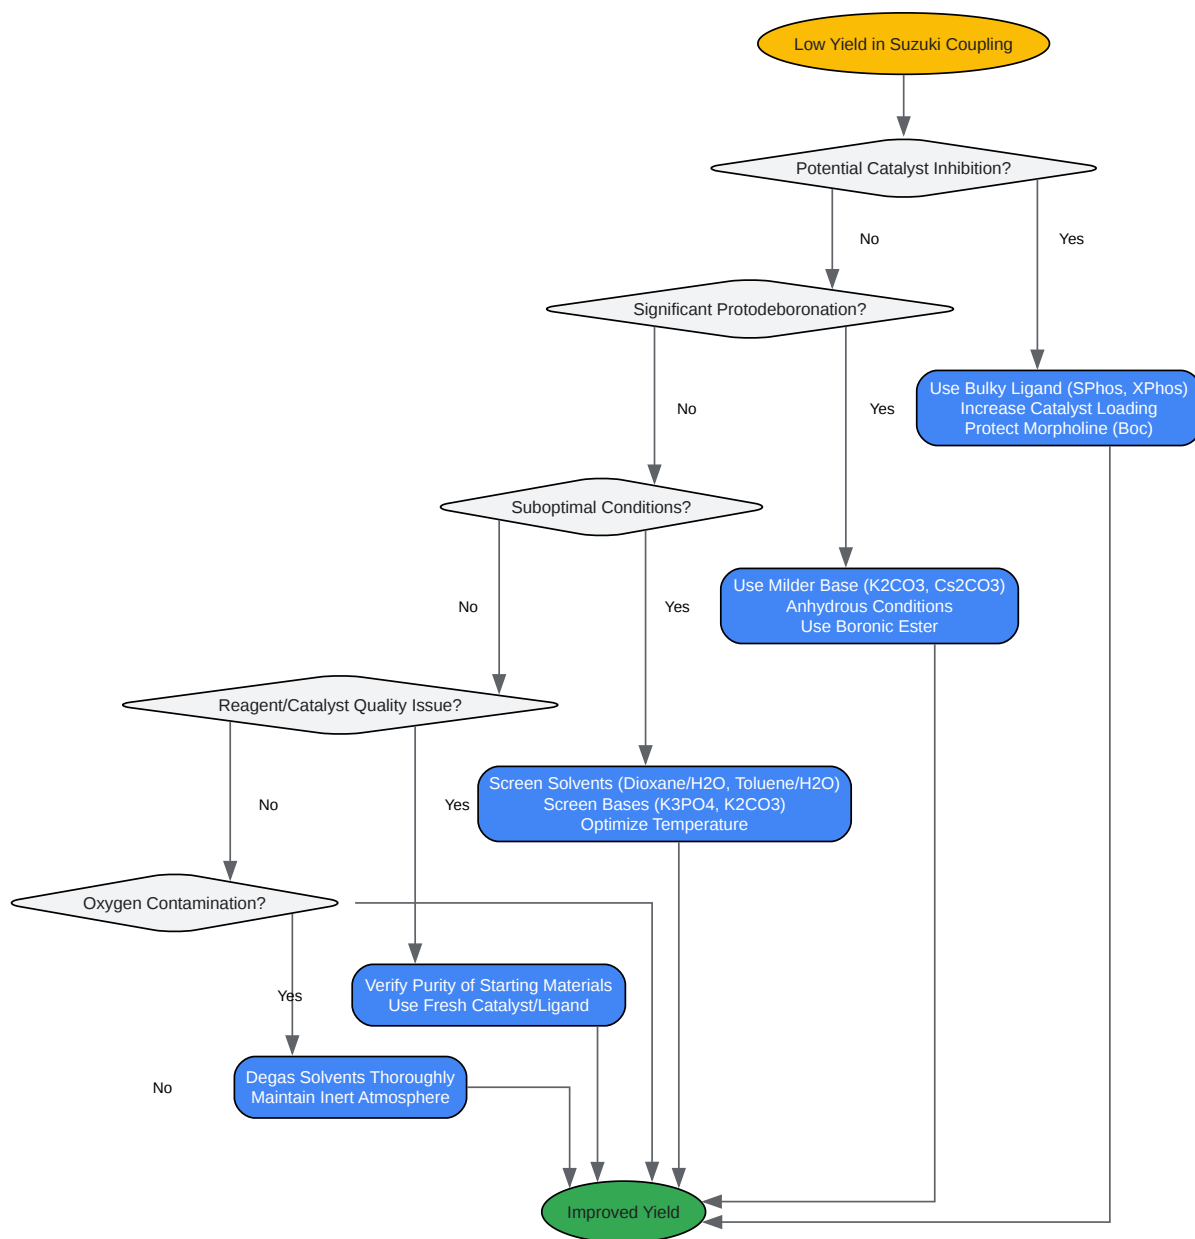 Low Yield in Suzuki Coupling
Potential Catalyst Inhibition?
No
Yes
Significant Protodeboronation?
Use Bulky Ligand (SPhos, XPhos)
Increase Catalyst Loading
Protect Morpholine (Boc)
No
Yes
Suboptimal Conditions?
Use Milder Base (K2CO3, Cs2CO3)
Anhydrous Conditions
Use Boronic Ester
No
Yes
Reagent/Catalyst Quality Issue?
Screen Solvents (Dioxane/H2O, Toluene/H2O)
Screen Bases (K3PO4, K2CO3)
Optimize Temperature
No
Yes
Oxygen Contamination?
Verify Purity of Starting Materials
Use Fresh Catalyst/Ligand
Yes
Degas Solvents Thoroughly
Maintain Inert Atmosphere
No
Improved Yield